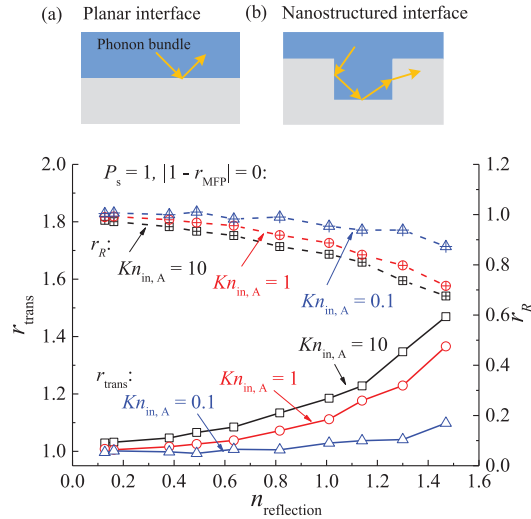 (a) Planar interface
(b) Nanostructured interface
Phonon bundle
P_s = 1, |1 - r_MFP| = 0:
r_R:
Kn_in, A = 10
Kn_in, A = 1
Kn_in, A = 0.1
r_trans:
Kn_in, A = 0.1
Kn_in, A = 1
Kn_in, A = 10
2.0
1.8
1.6
1.4
1.2
1.0
r_trans
1.2
1.0
0.8
0.6
0.4
0.2
0.0
r_R
0.0 0.2 0.4 0.6 0.8 1.0 1.2 1.4 1.6
n_reflection